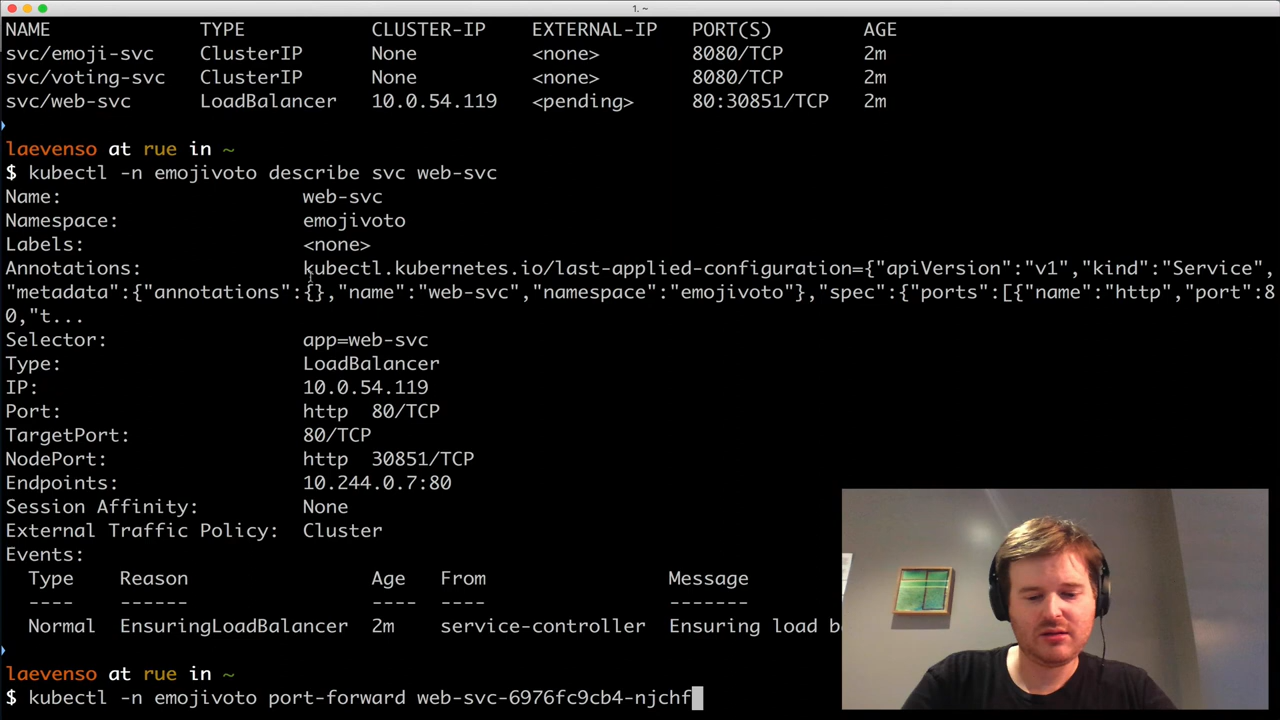 1. ~
NAME TYPE CLUSTER-IP EXTERNAL-IP PORT(S) AGE
svc/emoji-svc ClusterIP None <none> 8080/TCP 2m
svc/voting-svc ClusterIP None <none> 8080/TCP 2m
svc/web-svc LoadBalancer 10.0.54.119 <pending> 80:30851/TCP 2m
laevenso at rue in ~
$ kubectl -n emojivoto describe svc web-svc
Name: web-svc
Namespace: emojivoto
Labels: <none>
Annotations: kubectl.kubernetes.io/last-applied-configuration={"apiVersion":"v1","kind":"Service",
"metadata":{"annotations":{},"name":"web-svc","namespace":"emojivoto"},"spec":{"ports":[{"name":"http","port":8
0,"t...
Selector: app=web-svc
Type: LoadBalancer
IP: 10.0.54.119
Port: http 80/TCP
TargetPort: 80/TCP
NodePort: http 30851/TCP
Endpoints: 10.244.0.7:80
Session Affinity: None
External Traffic Policy: Cluster
Events:
Type Reason Age From Message
---- ------ ---- ---- -------
Normal EnsuringLoadBalancer 2m service-controller Ensuring load
laevenso at rue in ~
$ kubectl -n emojivoto port-forward web-svc-6976fc9cb4-njchf